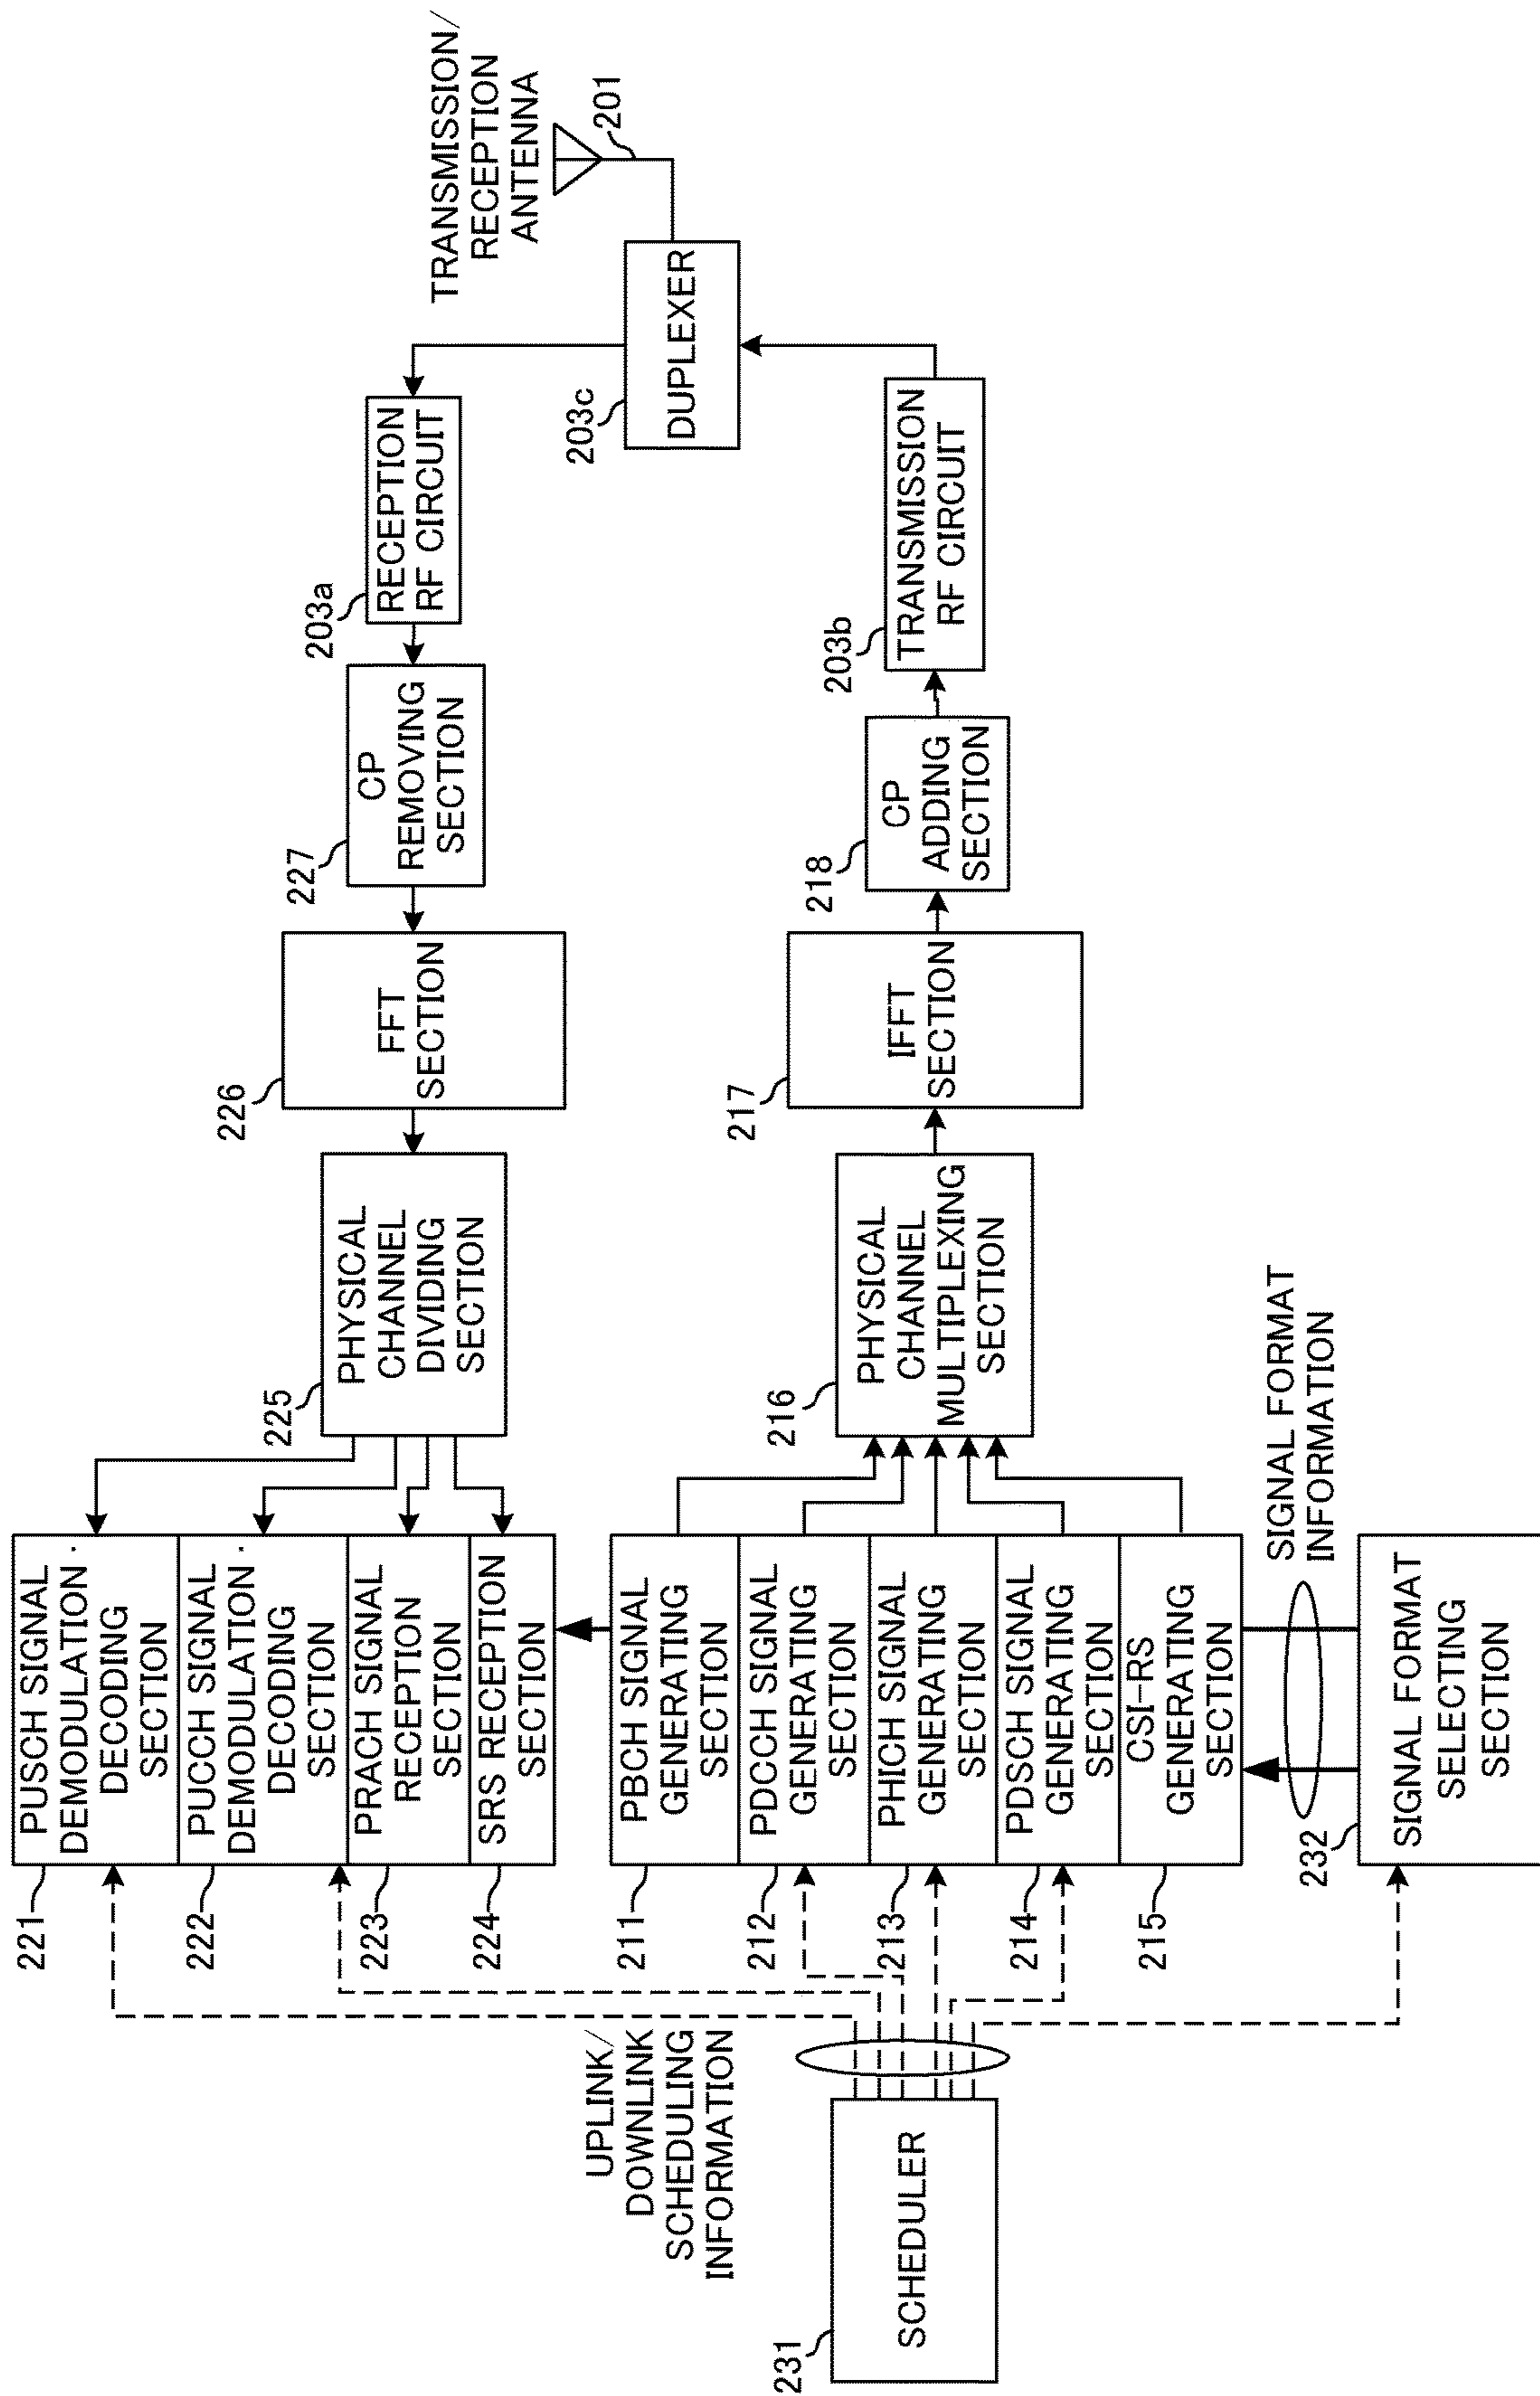 TRANSMISSION/
RECEPTION
ANTENNA
201
DUPLEXER
203c
RECEPTION
RF CIRCUIT
203a
CP
REMOVING
SECTION
227
FFT
SECTION
226
PHYSICAL
CHANNEL
DIVIDING
SECTION
225
PUSCH SIGNAL
DEMODULATION ·
DECODING
SECTION
221
PUCCH SIGNAL
DEMODULATION ·
DECODING
SECTION
222
PRACH SIGNAL
RECEPTION
SECTION
223
SRS RECEPTION
SECTION
224
PBCH SIGNAL
GENERATING
SECTION
211
PDCCH SIGNAL
GENERATING
SECTION
212
PHICH SIGNAL
GENERATING
SECTION
213
PDSCH SIGNAL
GENERATING
SECTION
214
CSI-RS
GENERATING
SECTION
215
PHYSICAL
CHANNEL
MULTIPLEXING
SECTION
216
IFFT
SECTION
217
CP
ADDING
SECTION
218
TRANSMISSION
RF CIRCUIT
203b
SIGNAL FORMAT
INFORMATION
SIGNAL FORMAT
SELECTING
SECTION
232
UPLINK/
DOWNLINK
SCHEDULING
INFORMATION
SCHEDULER
231